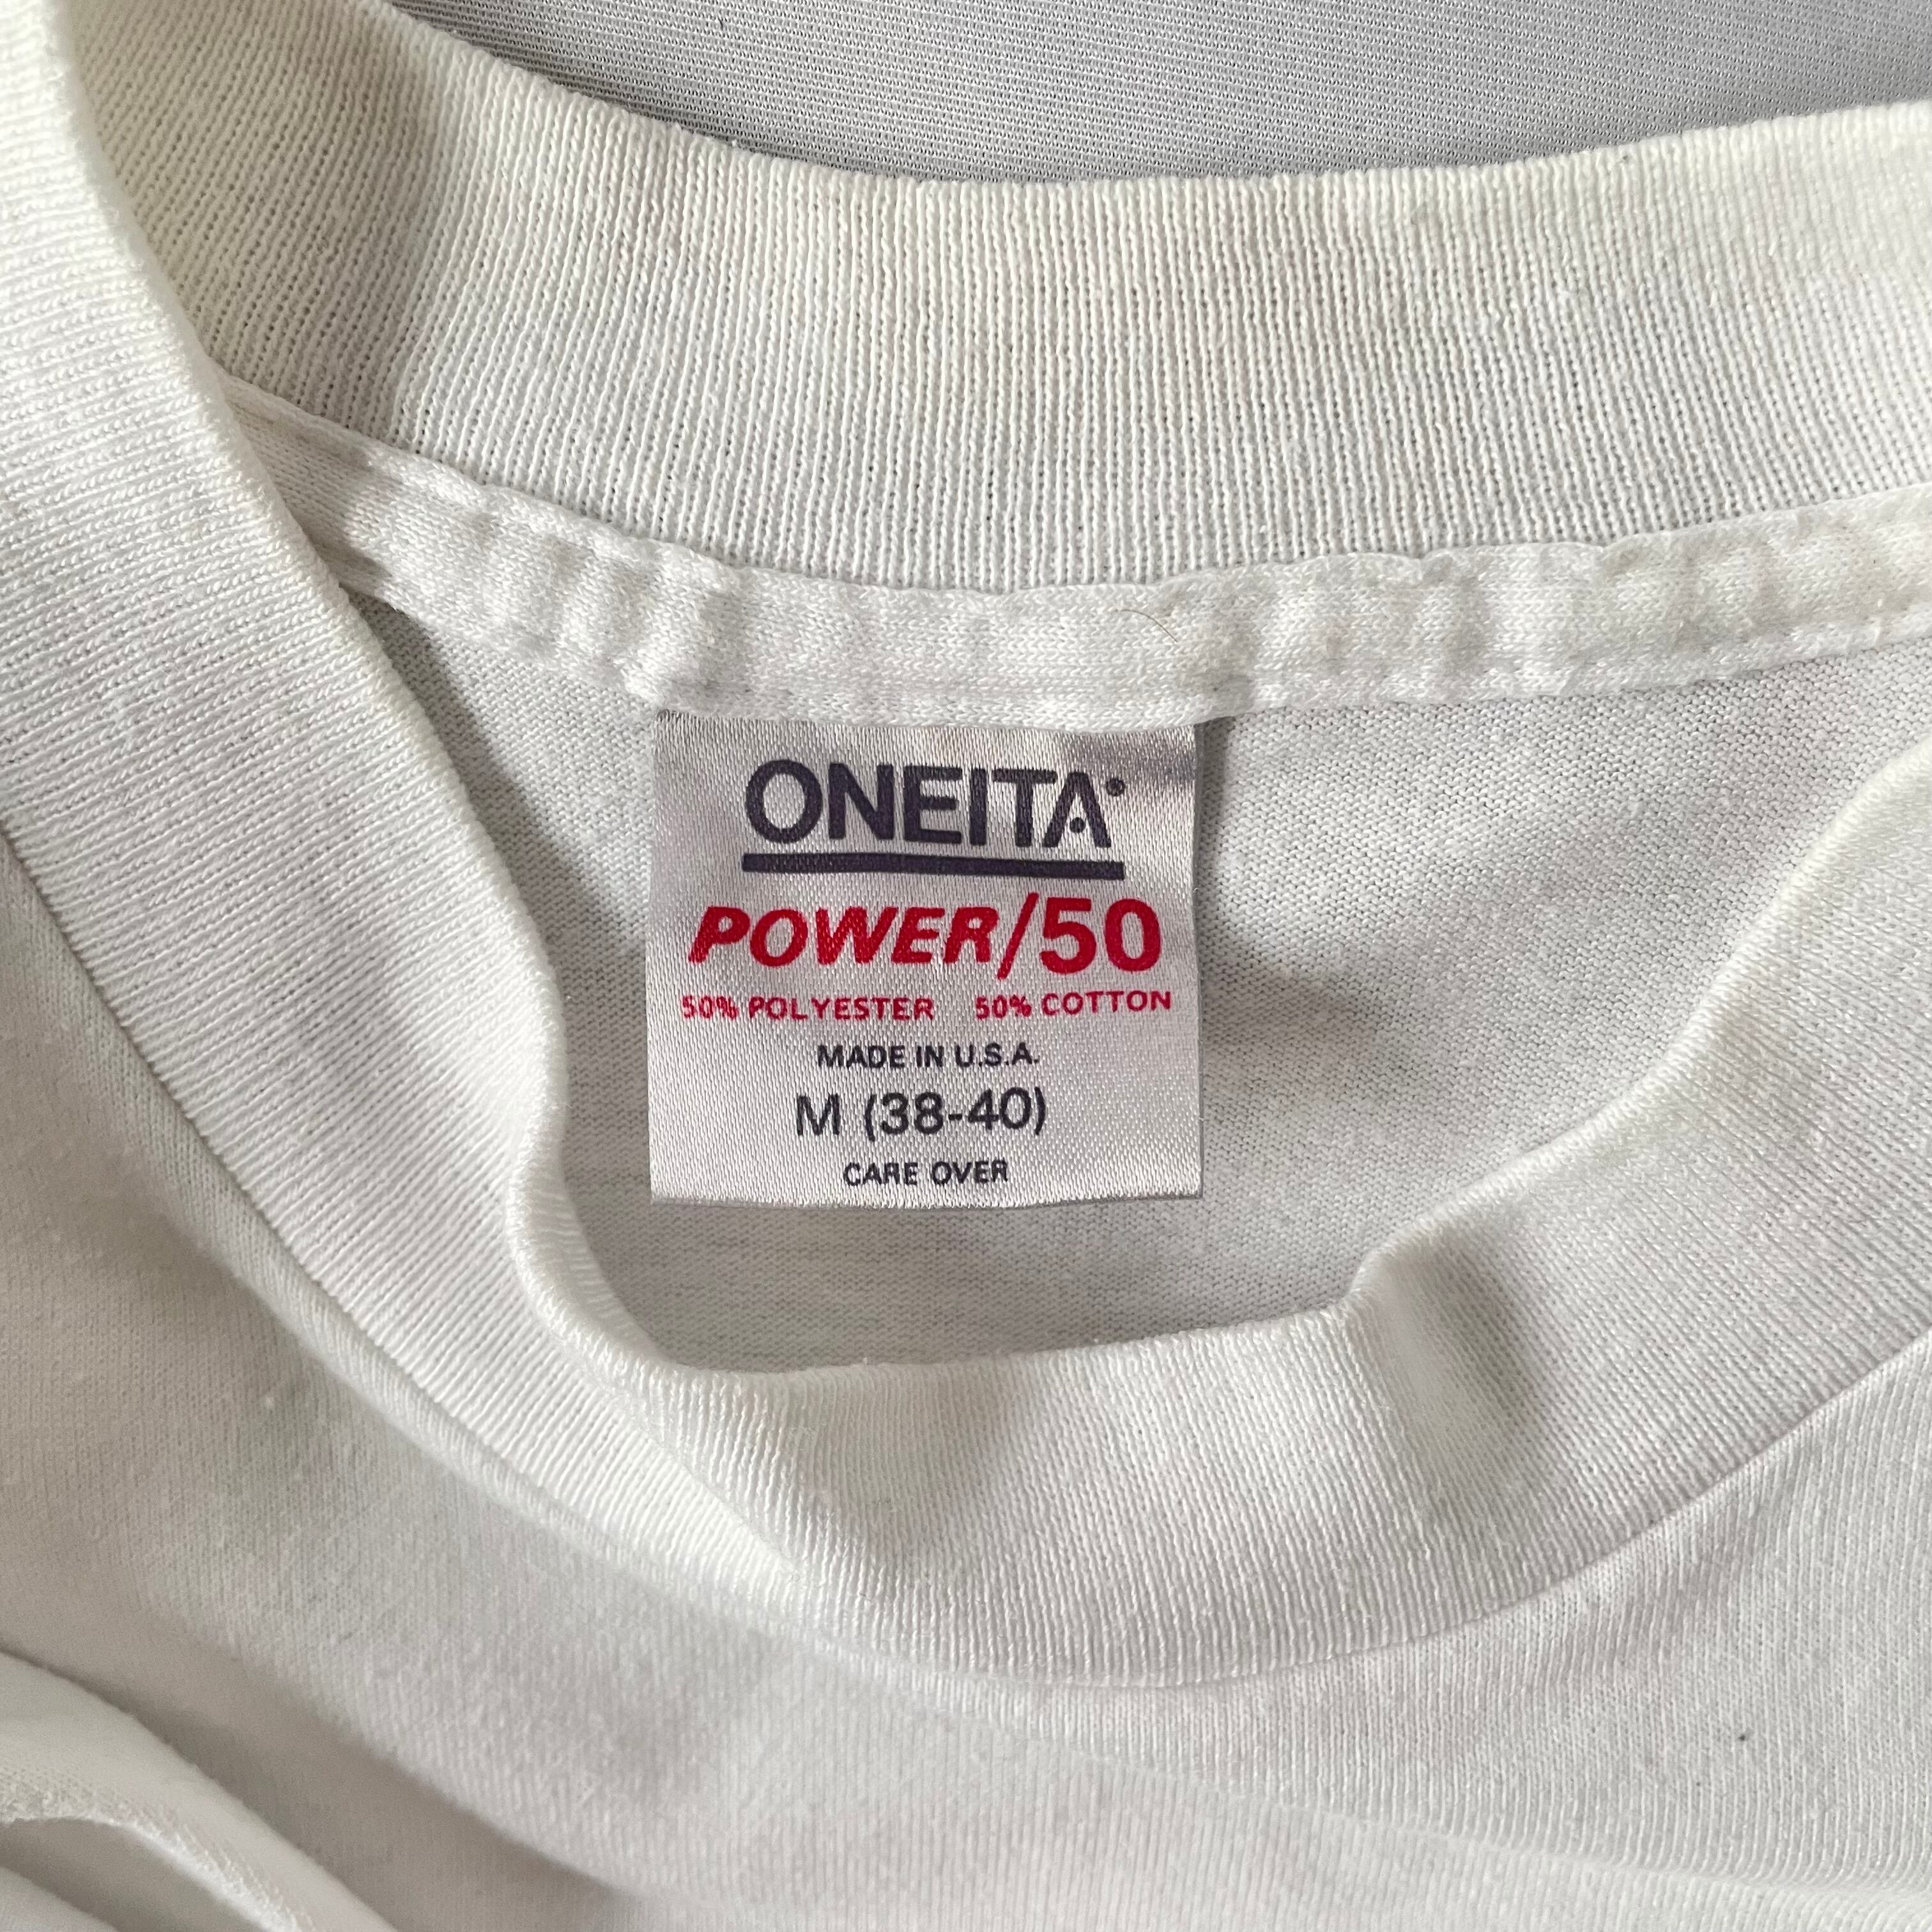 ONEITA®
POWER/50
50% POLYESTER 50% COTTON
MADE IN U.S.A.
M (38-40)
CARE OVER